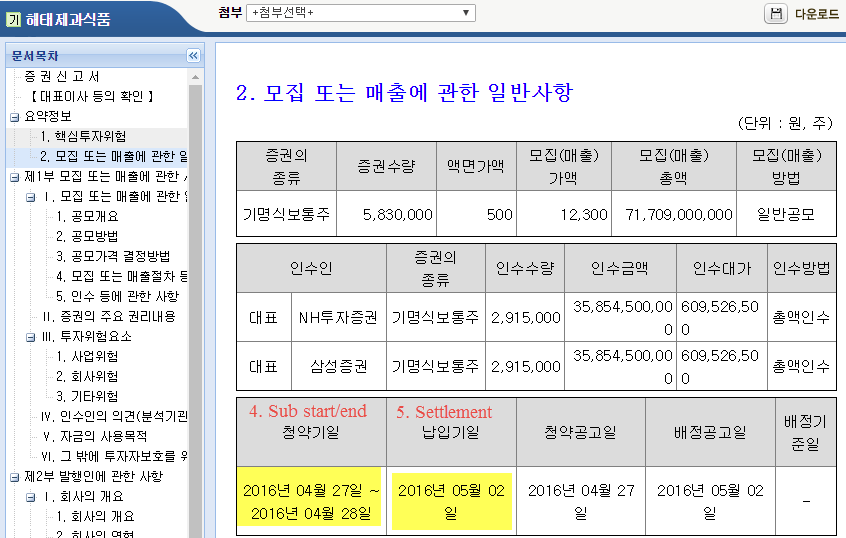 기 해태제과식품
첨부 +첨부선택+
다운로드
문서목차
증 권 신 고 서
【 대표이사 등의 확인 】
요약정보
1. 핵심투자위험
2. 모집 또는 매출에 관한 일
제1부 모집 또는 매출에 관한 사
I. 모집 또는 매출에 관한 일
1. 공모개요
2. 공모방법
3. 공모가격 결정방법
4. 모집 또는 매출절차 등
5. 인수 등에 관한 사항
II. 증권의 주요 권리내용
III. 투자위험요소
1. 사업위험
2. 회사위험
3. 기타위험
IV. 인수인의 의견(분석기관
V. 자금의 사용목적
VI. 그 밖에 투자자보호를 위
제2부 발행인에 관한 사항
I. 회사의 개요
1. 회사의 개요
2. 회사의 연혁
2. 모집 또는 매출에 관한 일반사항
(단위 : 원, 주)
증권의 종류 증권수량 액면가액 모집(매출) 가액 모집(매출) 총액 모집(매출) 방법
기명식보통주 5,830,000 500 12,300 71,709,000,000 일반공모
인수인 증권의 종류 인수수량 인수금액 인수대가 인수방법
대표 NH투자증권 기명식보통주 2,915,000 35,854,500,000 609,526,500 총액인수
대표 삼성증권 기명식보통주 2,915,000 35,854,500,000 609,526,500 총액인수
4. Sub start/end 5. Settlement
청약기일 납입기일 청약공고일 배정공고일 배정기준일
2016년 04월 27일 ~ 2016년 04월 28일 2016년 05월 02일 2016년 04월 27일 2016년 05월 02일 -